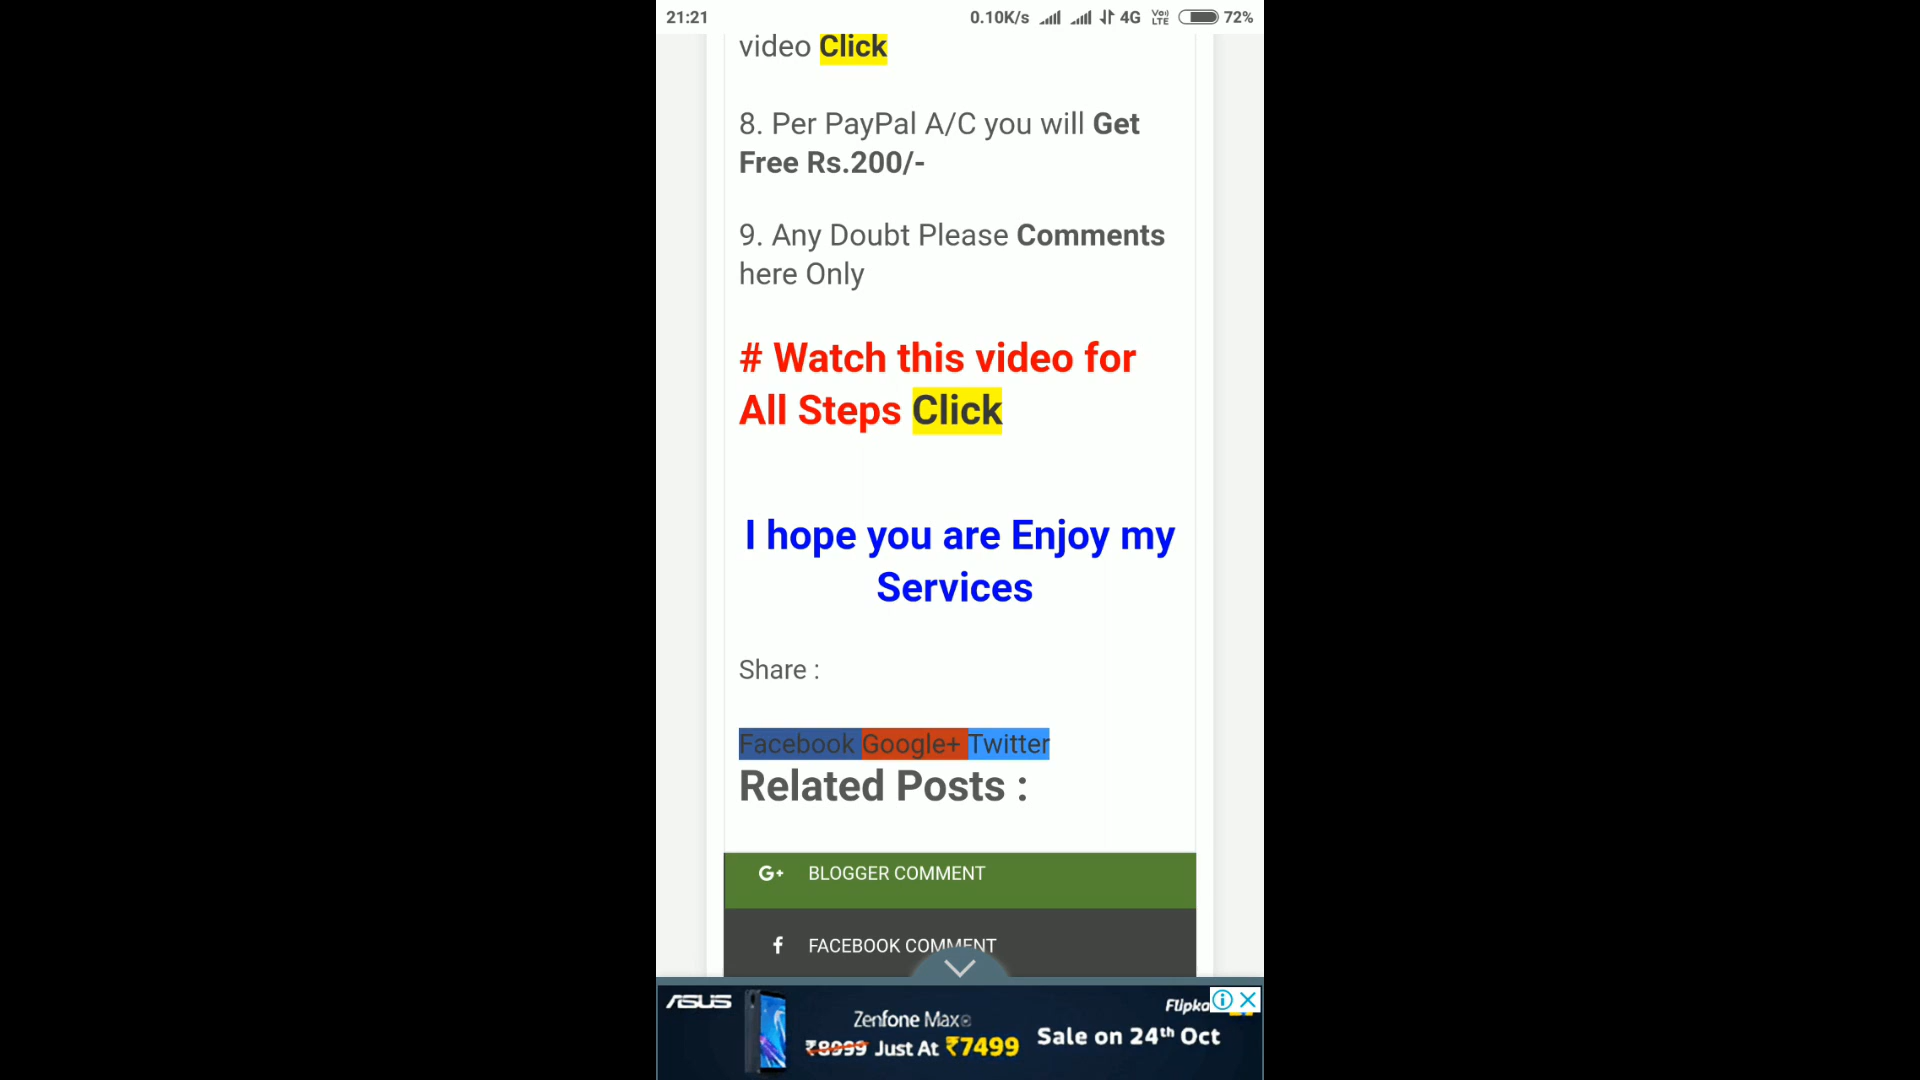 21:21 0.10K/s 4G VoLTE 72%
video Click
8. Per PayPal A/C you will Get
Free Rs.200/-
9. Any Doubt Please Comments
here Only
# Watch this video for
All Steps Click
I hope you are Enjoy my
Services
Share :
Facebook Google+ Twitter
Related Posts :
G+ BLOGGER COMMENT
f FACEBOOK COMMENT
ASUS
Zenfone Max
₹8999 Just At ₹7499
Flipka
Sale on 24th Oct